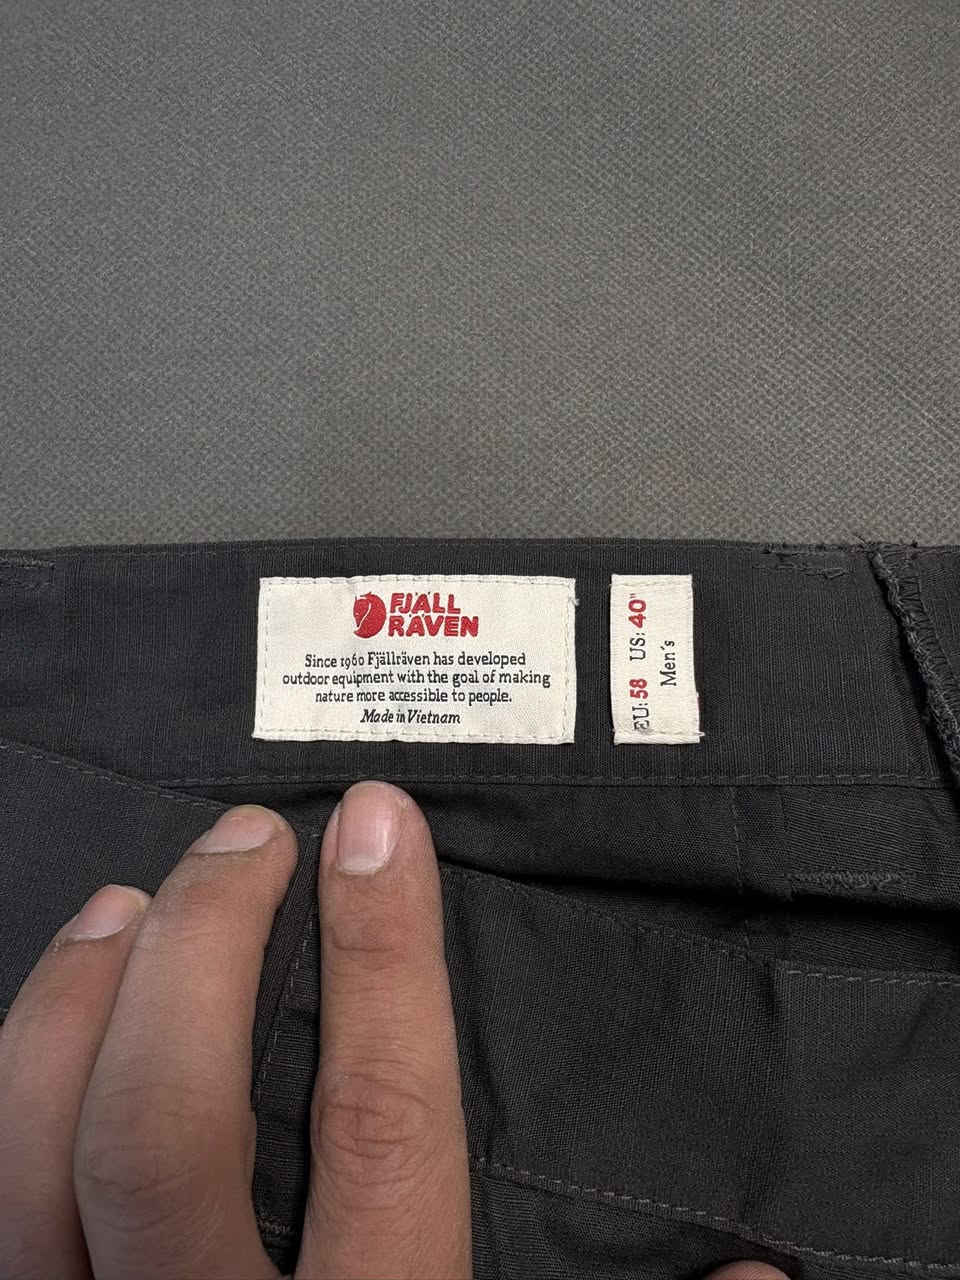 FJÄLL
RÄVEN
Since 1960 Fjällräven has developed
outdoor equipment with the goal of making
nature more accessible to people.
Made in Vietnam
EU: 58 US: 40"
Men´s